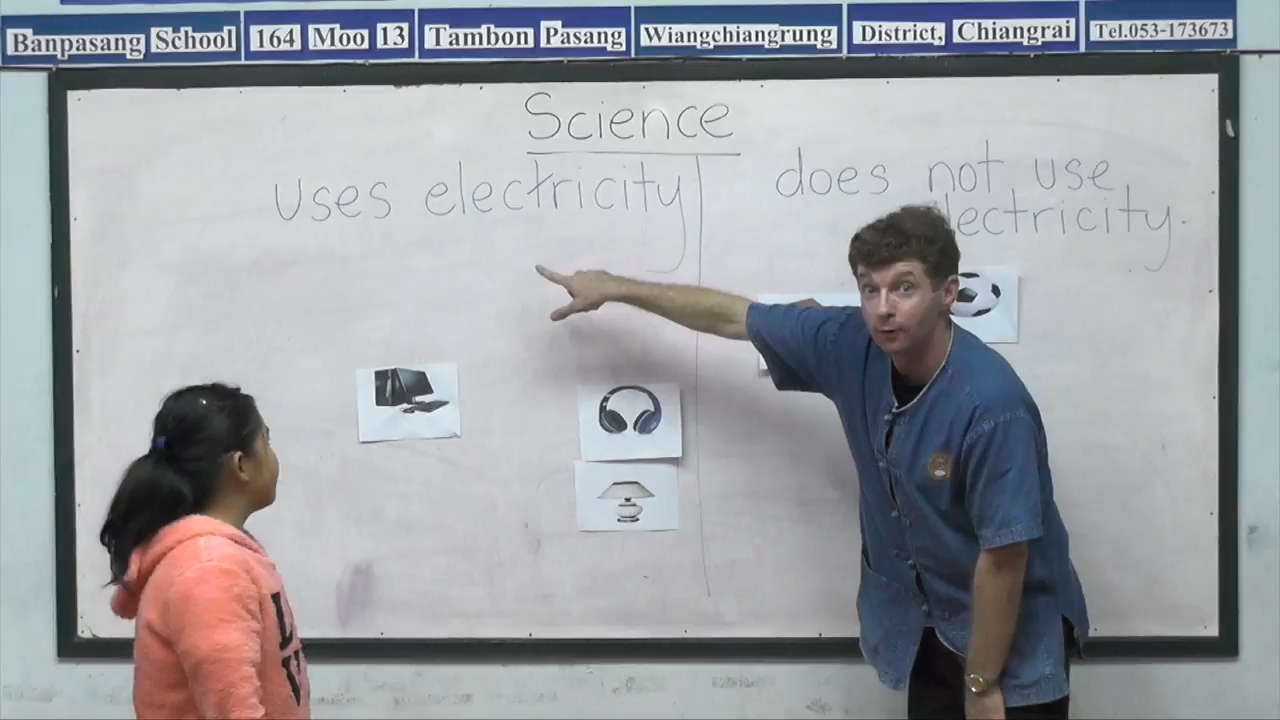 Banpasang School 164 Moo 13 Tambon Pasang Wiangchiangrung District, Chiangrai Tel.053-173673
Science
uses electricity
does not use
electricity.